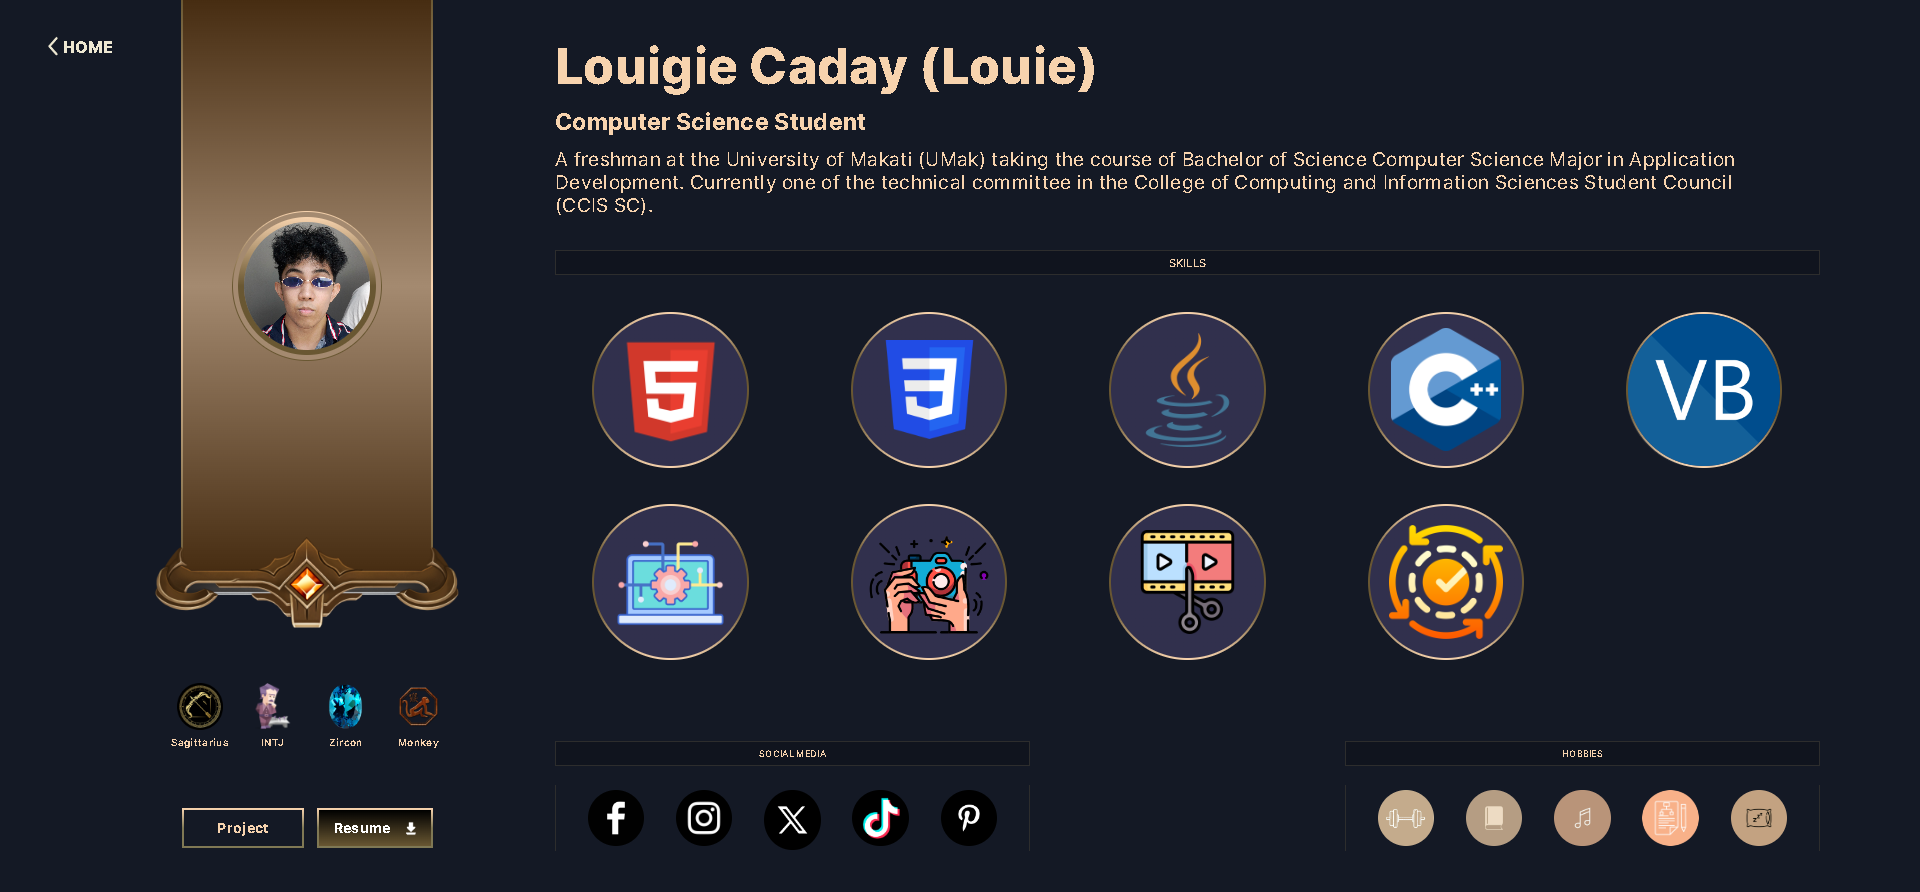 HOME
Louigie Caday (Louie)
Computer Science Student
A freshman at the University of Makati (UMak) taking the course of Bachelor of Science Computer Science Major in Application
Development. Currently one of the technical committee in the College of Computing and Information Sciences Student Council
(CCIS SC).
SKILLS
5
3
C++
VB
Sagittarius
INTJ
Zircon
Monkey
Project
Resume
SOCIAL MEDIA
HOBBIES